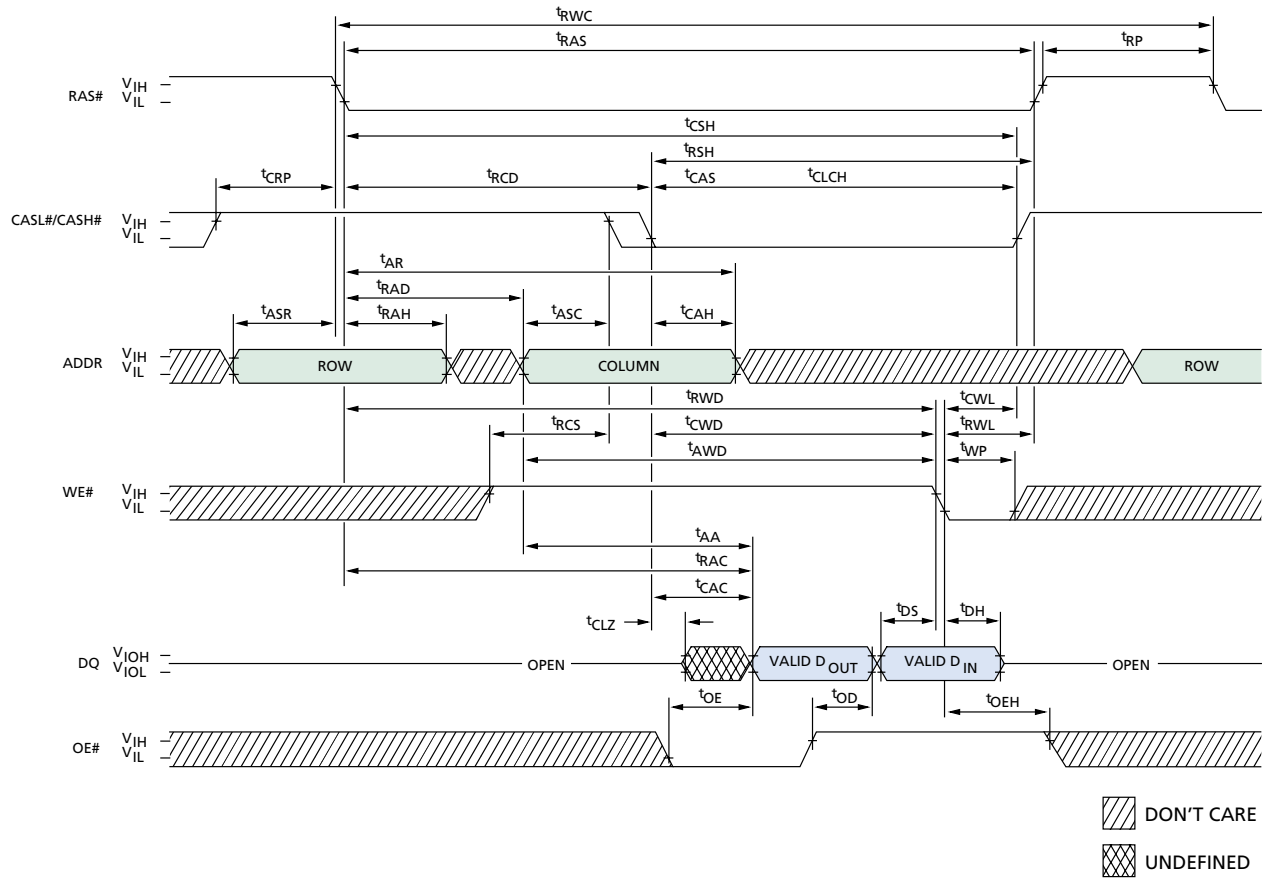 tRWC
tRAS
tRP
RAS#
VIH
VIL
tCSH
tRSH
tCRP
tRCD
tCAS
tCLCH
CASL#/CASH#
VIH
VIL
tAR
tRAD
tASR
tRAH
tASC
tCAH
ADDR
VIH
VIL
ROW
COLUMN
ROW
tRWD
tCWL
tRCS
tCWD
tRWL
tAWD
tWP
WE#
VIH
VIL
tAA
tRAC
tCAC
tCLZ
tDS
tDH
DQ
VIOH
VIOL
OPEN
VALID DOUT
VALID DIN
OPEN
tOE
tOD
tOEH
OE#
VIH
VIL
DON'T CARE
UNDEFINED